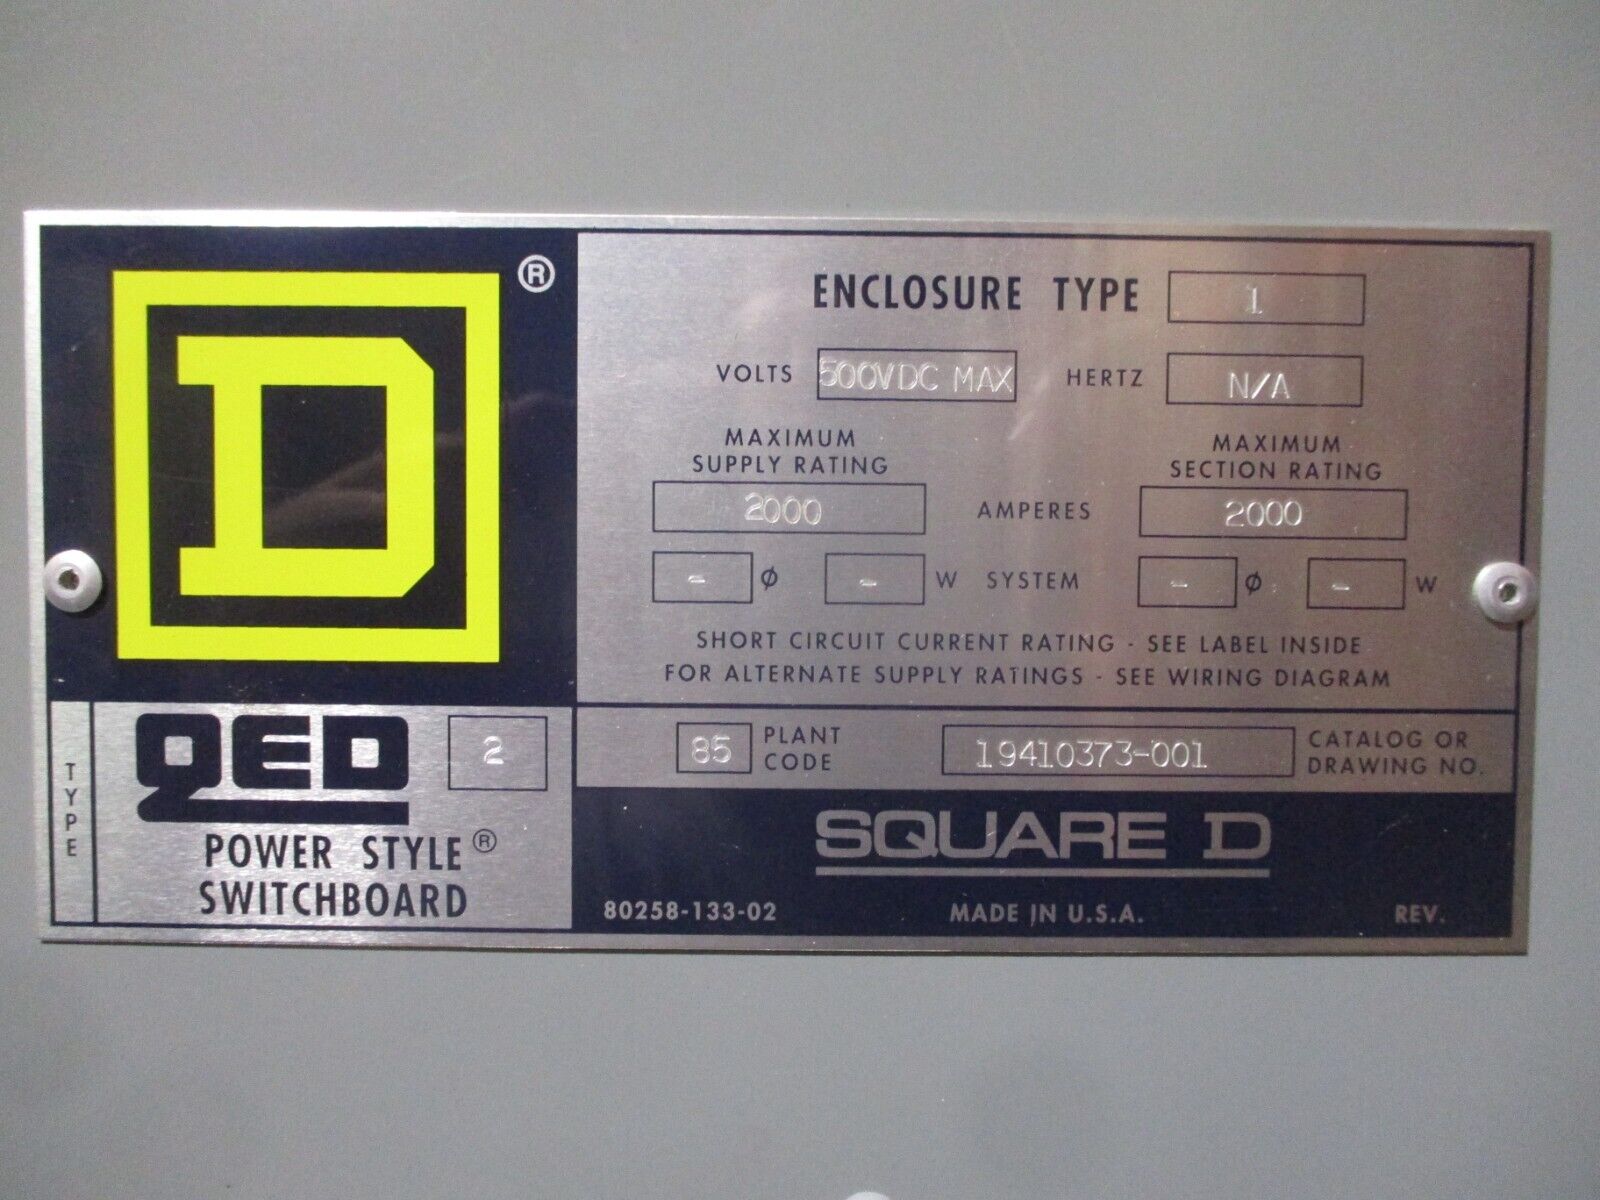 D ®
ENCLOSURE TYPE 1
VOLTS 500VDC MAX HERTZ N/A
MAXIMUM SUPPLY RATING MAXIMUM SECTION RATING
2000 AMPERES 2000
- Ø - W SYSTEM - Ø - W
SHORT CIRCUIT CURRENT RATING - SEE LABEL INSIDE
FOR ALTERNATE SUPPLY RATINGS - SEE WIRING DIAGRAM
TYPE
QED 2
POWER STYLE®
SWITCHBOARD
85 PLANT CODE 19410373-001 CATALOG OR DRAWING NO.
SQUARE D
80258-133-02 MADE IN U.S.A. REV.